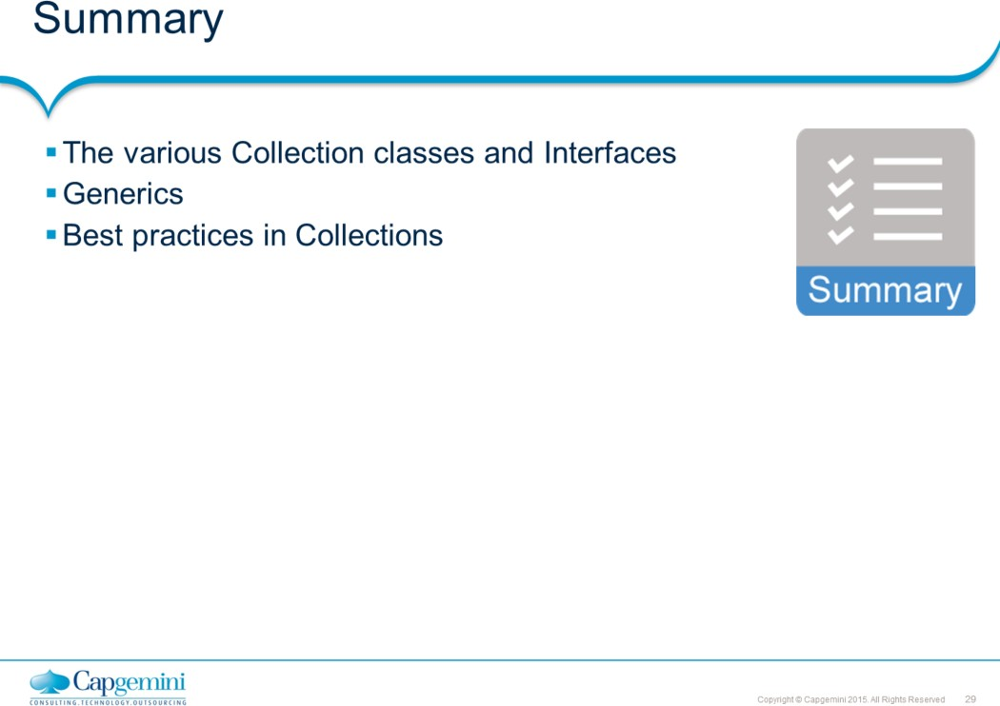 Summary
The various Collection classes and Interfaces
Generics
Best practices in Collections
Summary
Capgemini
CONSULTING.TECHNOLOGY.OUTSOURCING
Copyright © Capgemini 2015. All Rights Reserved 29